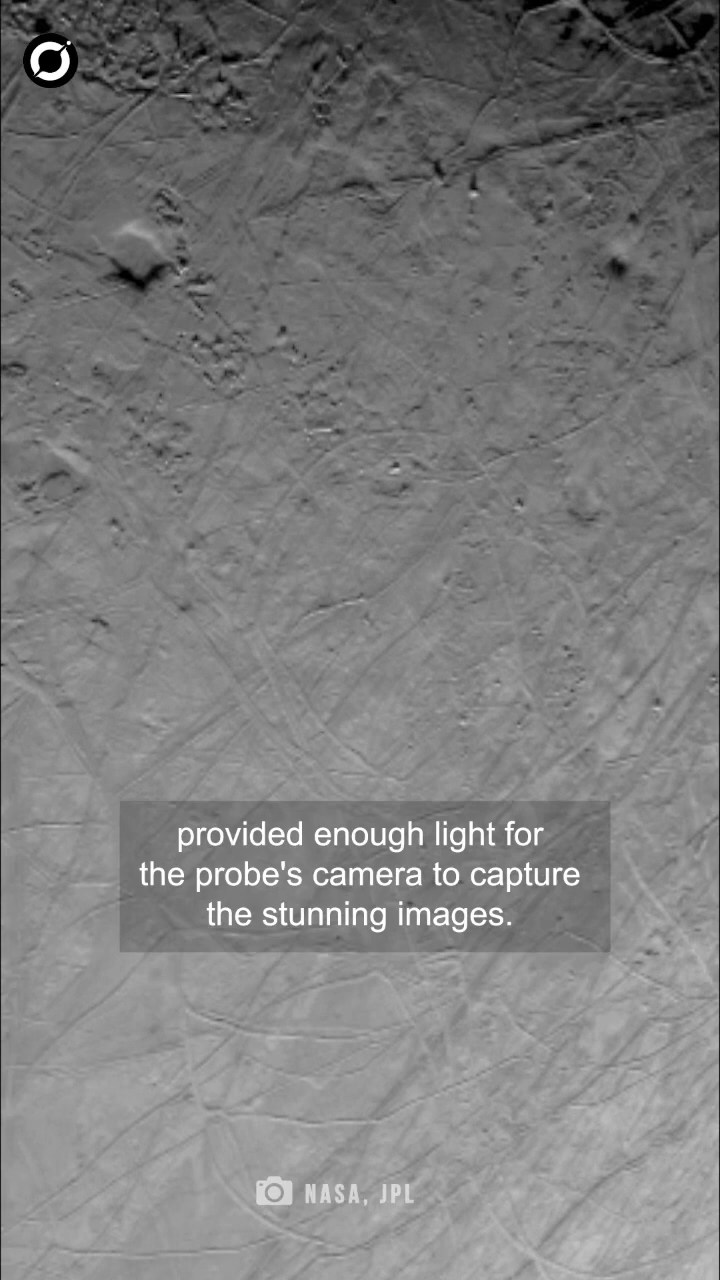 provided enough light for
the probe's camera to capture
the stunning images.
NASA, JPL